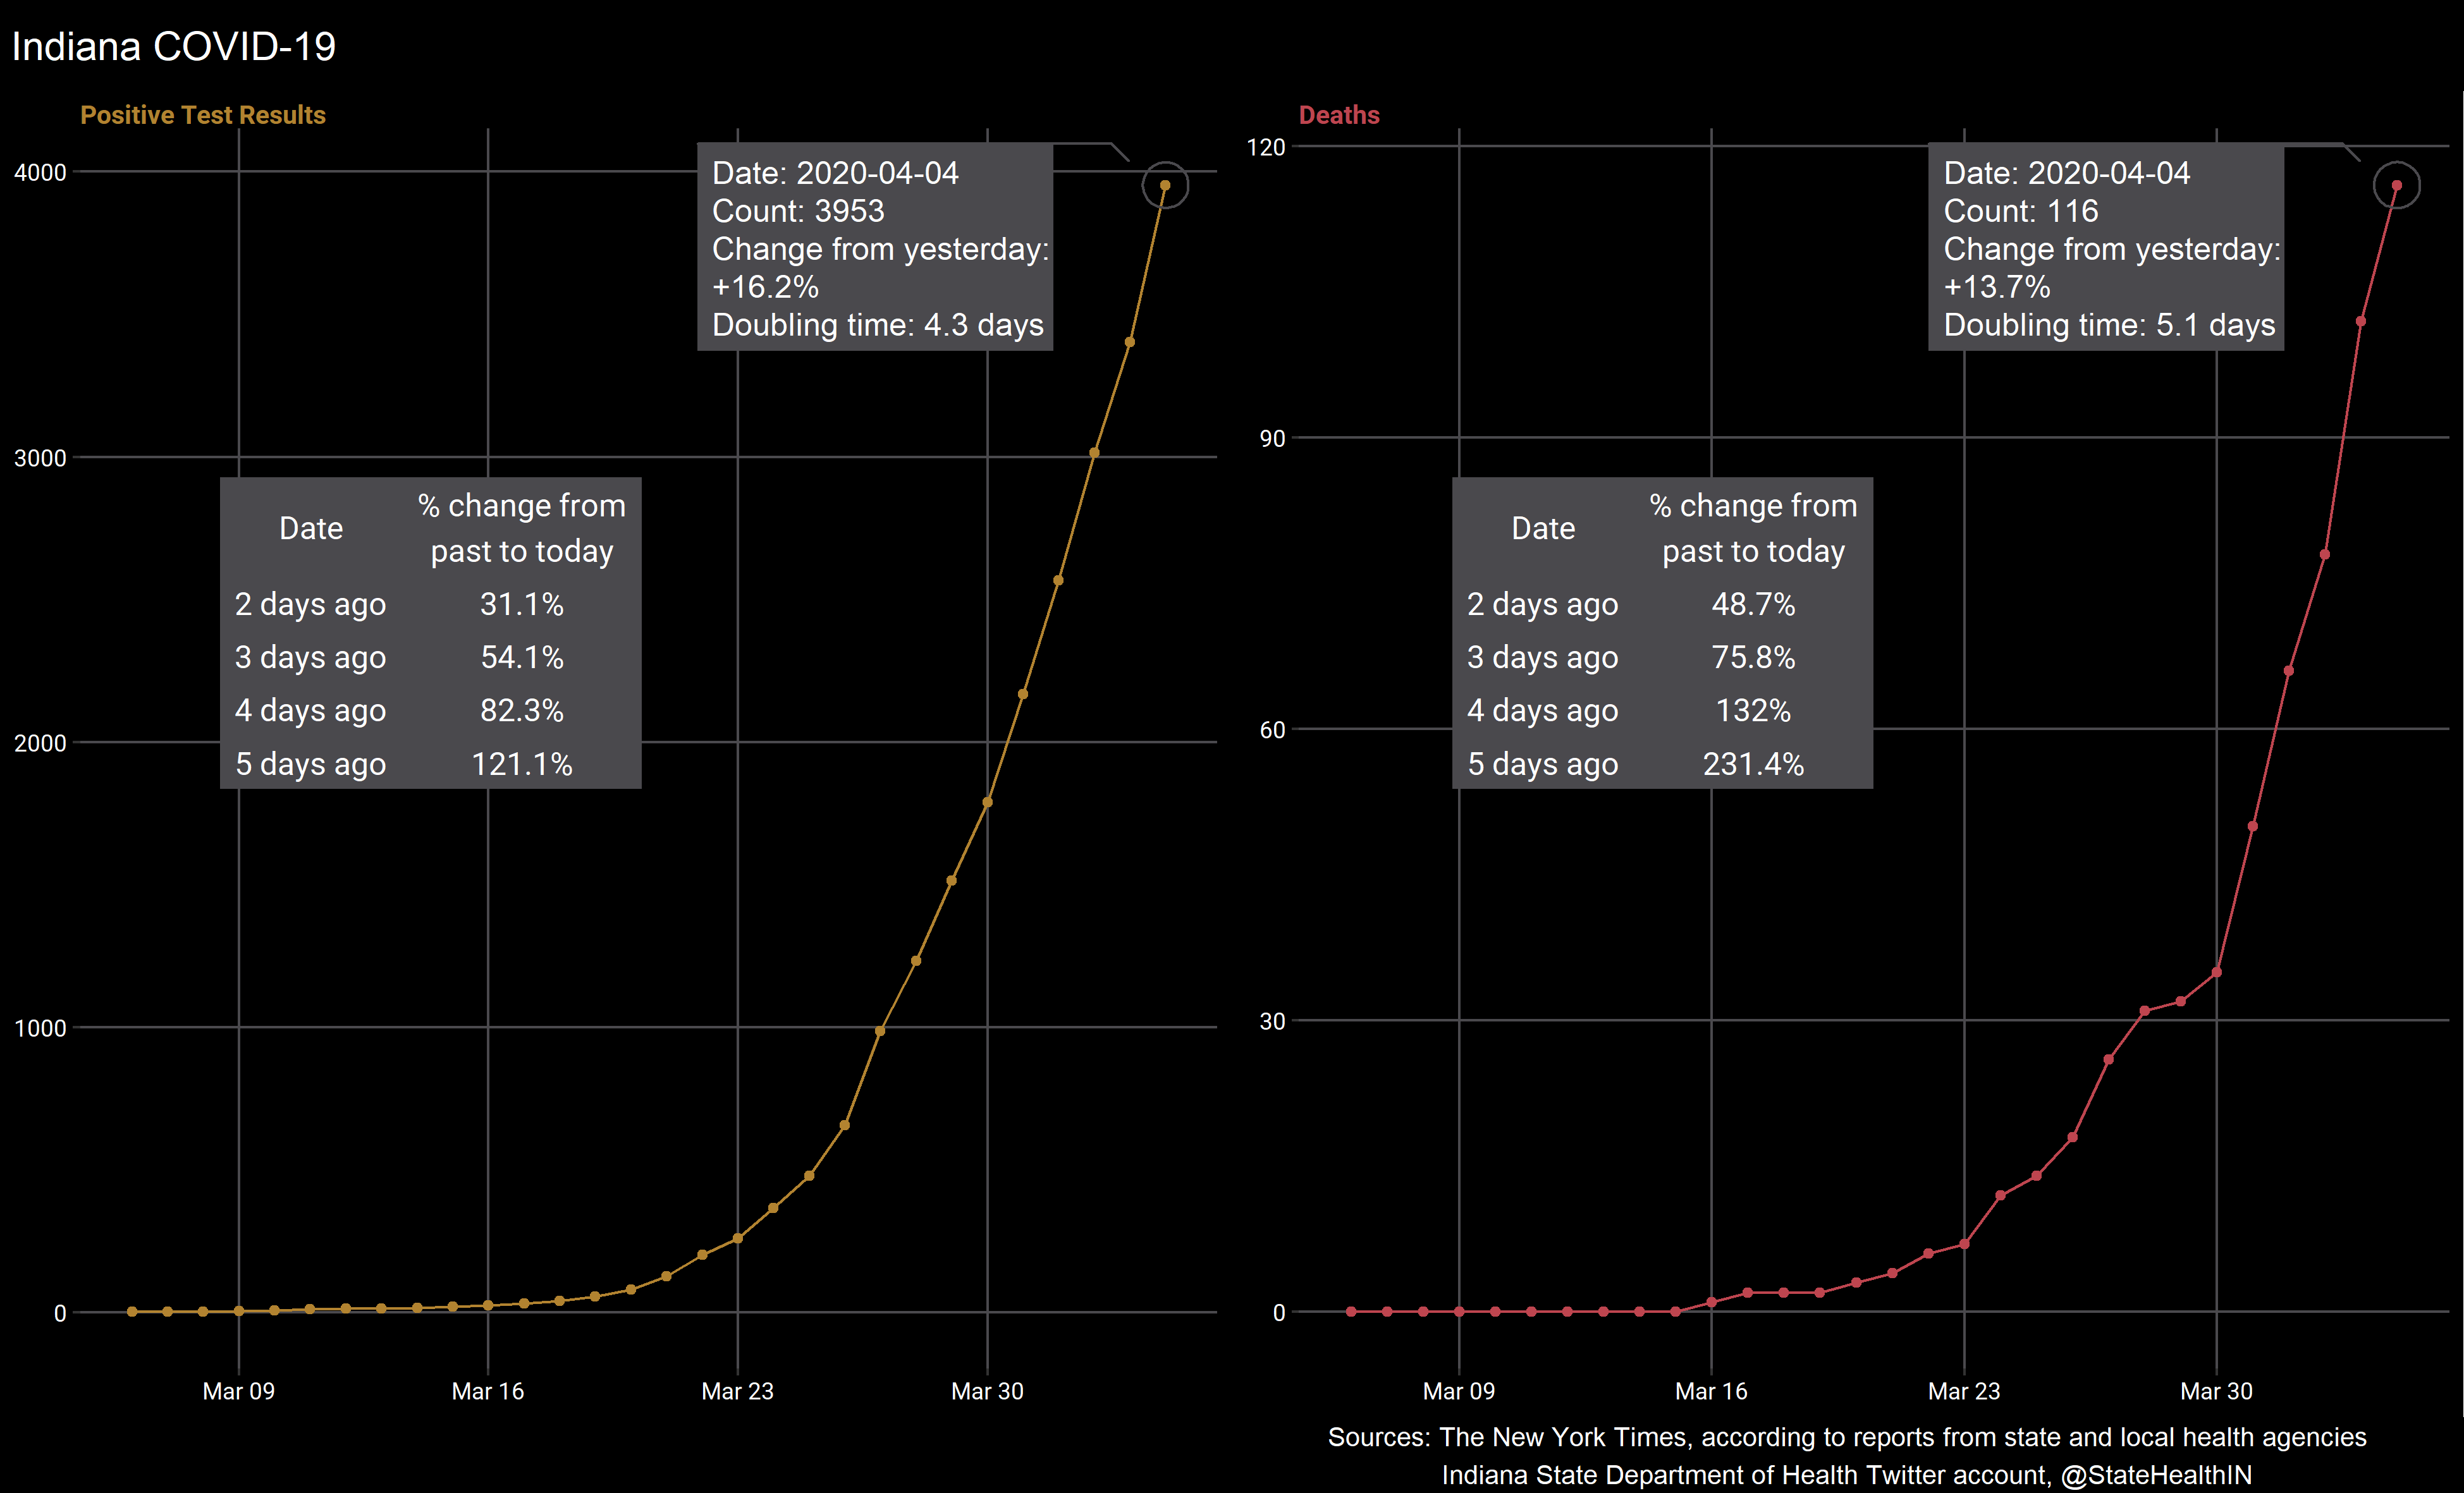 Indiana COVID-19
Positive Test Results
4000
3000
2000
1000
0
Mar 09
Mar 16
Mar 23
Mar 30
Date: 2020-04-04
Count: 3953
Change from yesterday:
+16.2%
Doubling time: 4.3 days
Date
% change from
past to today
2 days ago 31.1%
3 days ago 54.1%
4 days ago 82.3%
5 days ago 121.1%
Deaths
120
90
60
30
0
Mar 09
Mar 16
Mar 23
Mar 30
Date: 2020-04-04
Count: 116
Change from yesterday:
+13.7%
Doubling time: 5.1 days
Date
% change from
past to today
2 days ago 48.7%
3 days ago 75.8%
4 days ago 132%
5 days ago 231.4%
Sources: The New York Times, according to reports from state and local health agencies
Indiana State Department of Health Twitter account, @StateHealthIN